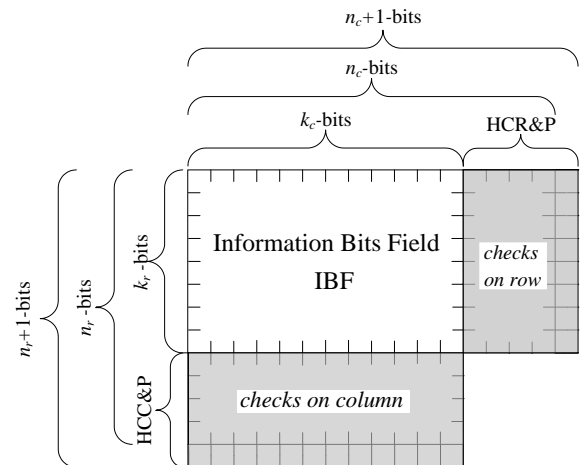 n_c+1-bits
n_c-bits
k_c-bits
HCR&P
n_r+1-bits
n_r -bits
k_r -bits
Information Bits Field
IBF
checks
on row
HCC&P
checks on column